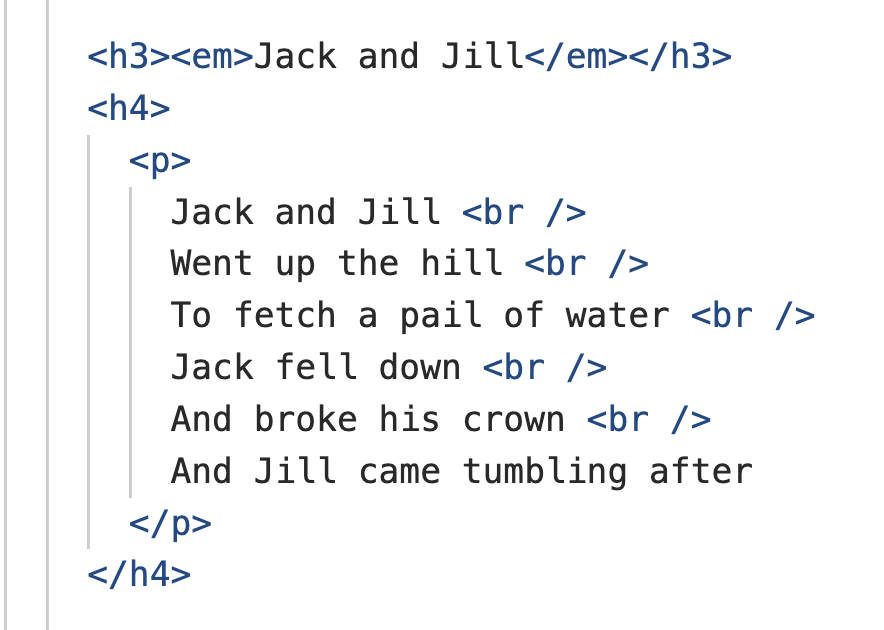 <h3><em>Jack and Jill</em></h3>
<h4>
<p>
Jack and Jill <br />
Went up the hill <br />
To fetch a pail of water <br />
Jack fell down <br />
And broke his crown <br />
And Jill came tumbling after
</p>
</h4>